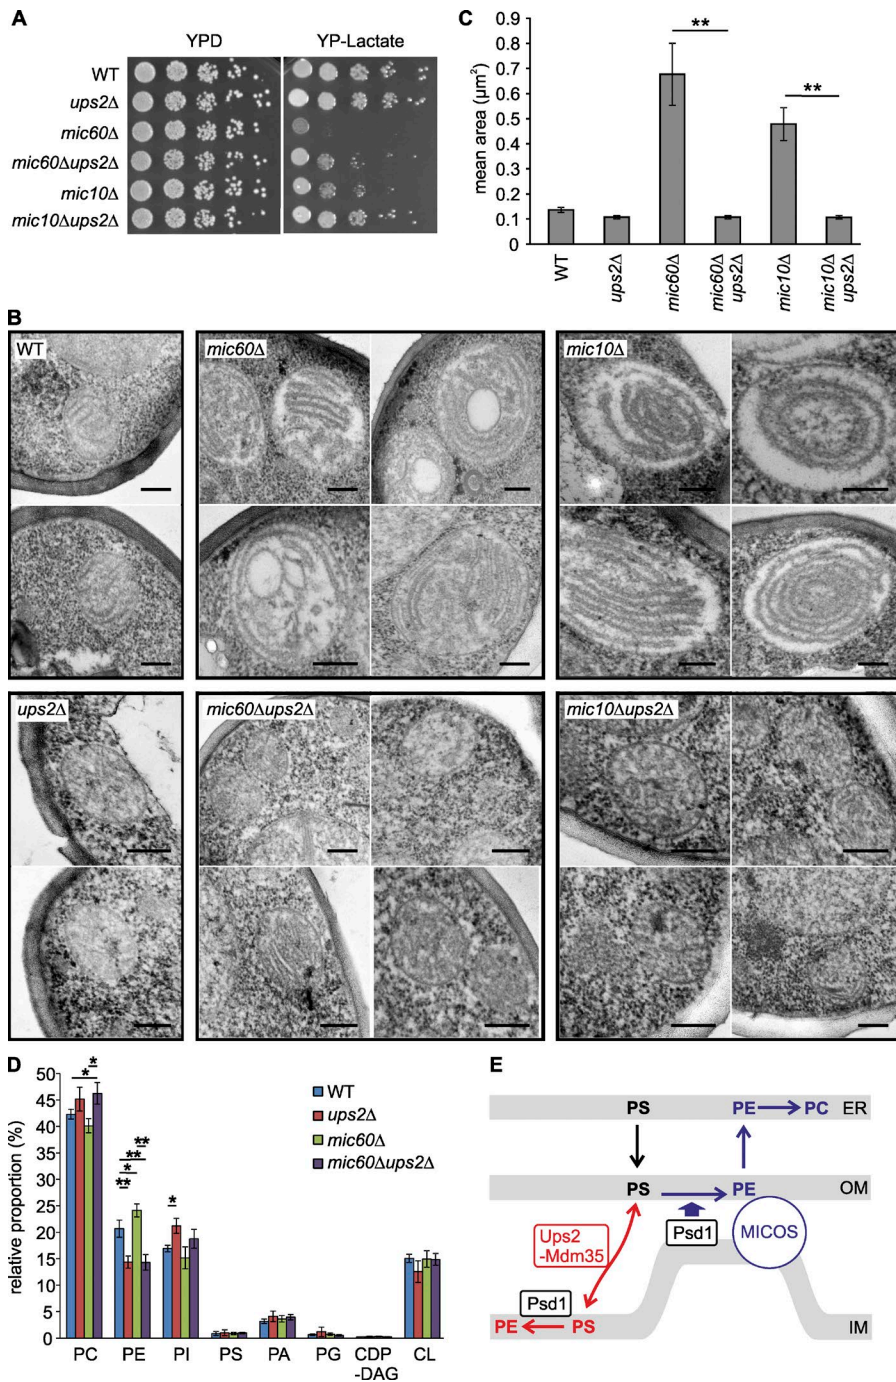 A
YPD
YP-Lactate
WT
ups2Δ
mic60Δ
mic60Δups2Δ
mic10Δ
mic10Δups2Δ
C
mean area (µm²)
0.9
0.8
0.7
0.6
0.5
0.4
0.3
0.2
0.1
0
**
**
WT
ups2Δ
mic60Δ
mic60Δ
ups2Δ
mic10Δ
mic10Δ
ups2Δ
B
WT
mic60Δ
mic10Δ
ups2Δ
mic60Δups2Δ
mic10Δups2Δ
D
relative proportion (%)
50
45
40
35
30
25
20
15
10
5
0
*
*
**
**
*
**
*
WT
ups2Δ
mic60Δ
mic60Δups2Δ
PC
PE
PI
PS
PA
PG
CDP
-DAG
CL
E
PS
PE
PC
ER
PS
PE
OM
Ups2
-Mdm35
Psd1
MICOS
Psd1
PE
PS
IM